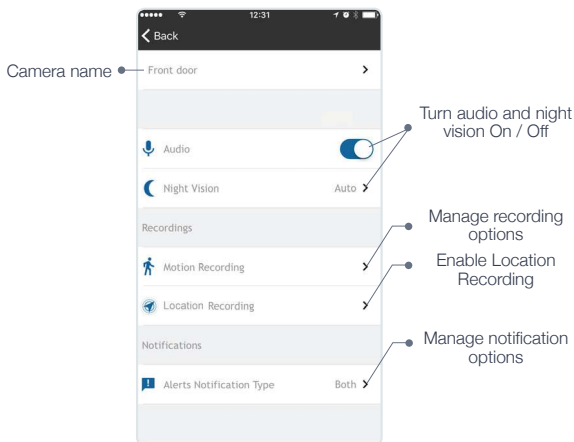 12:31
Back
Camera name
Front door
Turn audio and night
vision On / Off
Audio
Night Vision
Auto
Recordings
Manage recording
options
Motion Recording
Enable Location
Recording
Location Recording
Notifications
Manage notification
options
Alerts Notification Type
Both